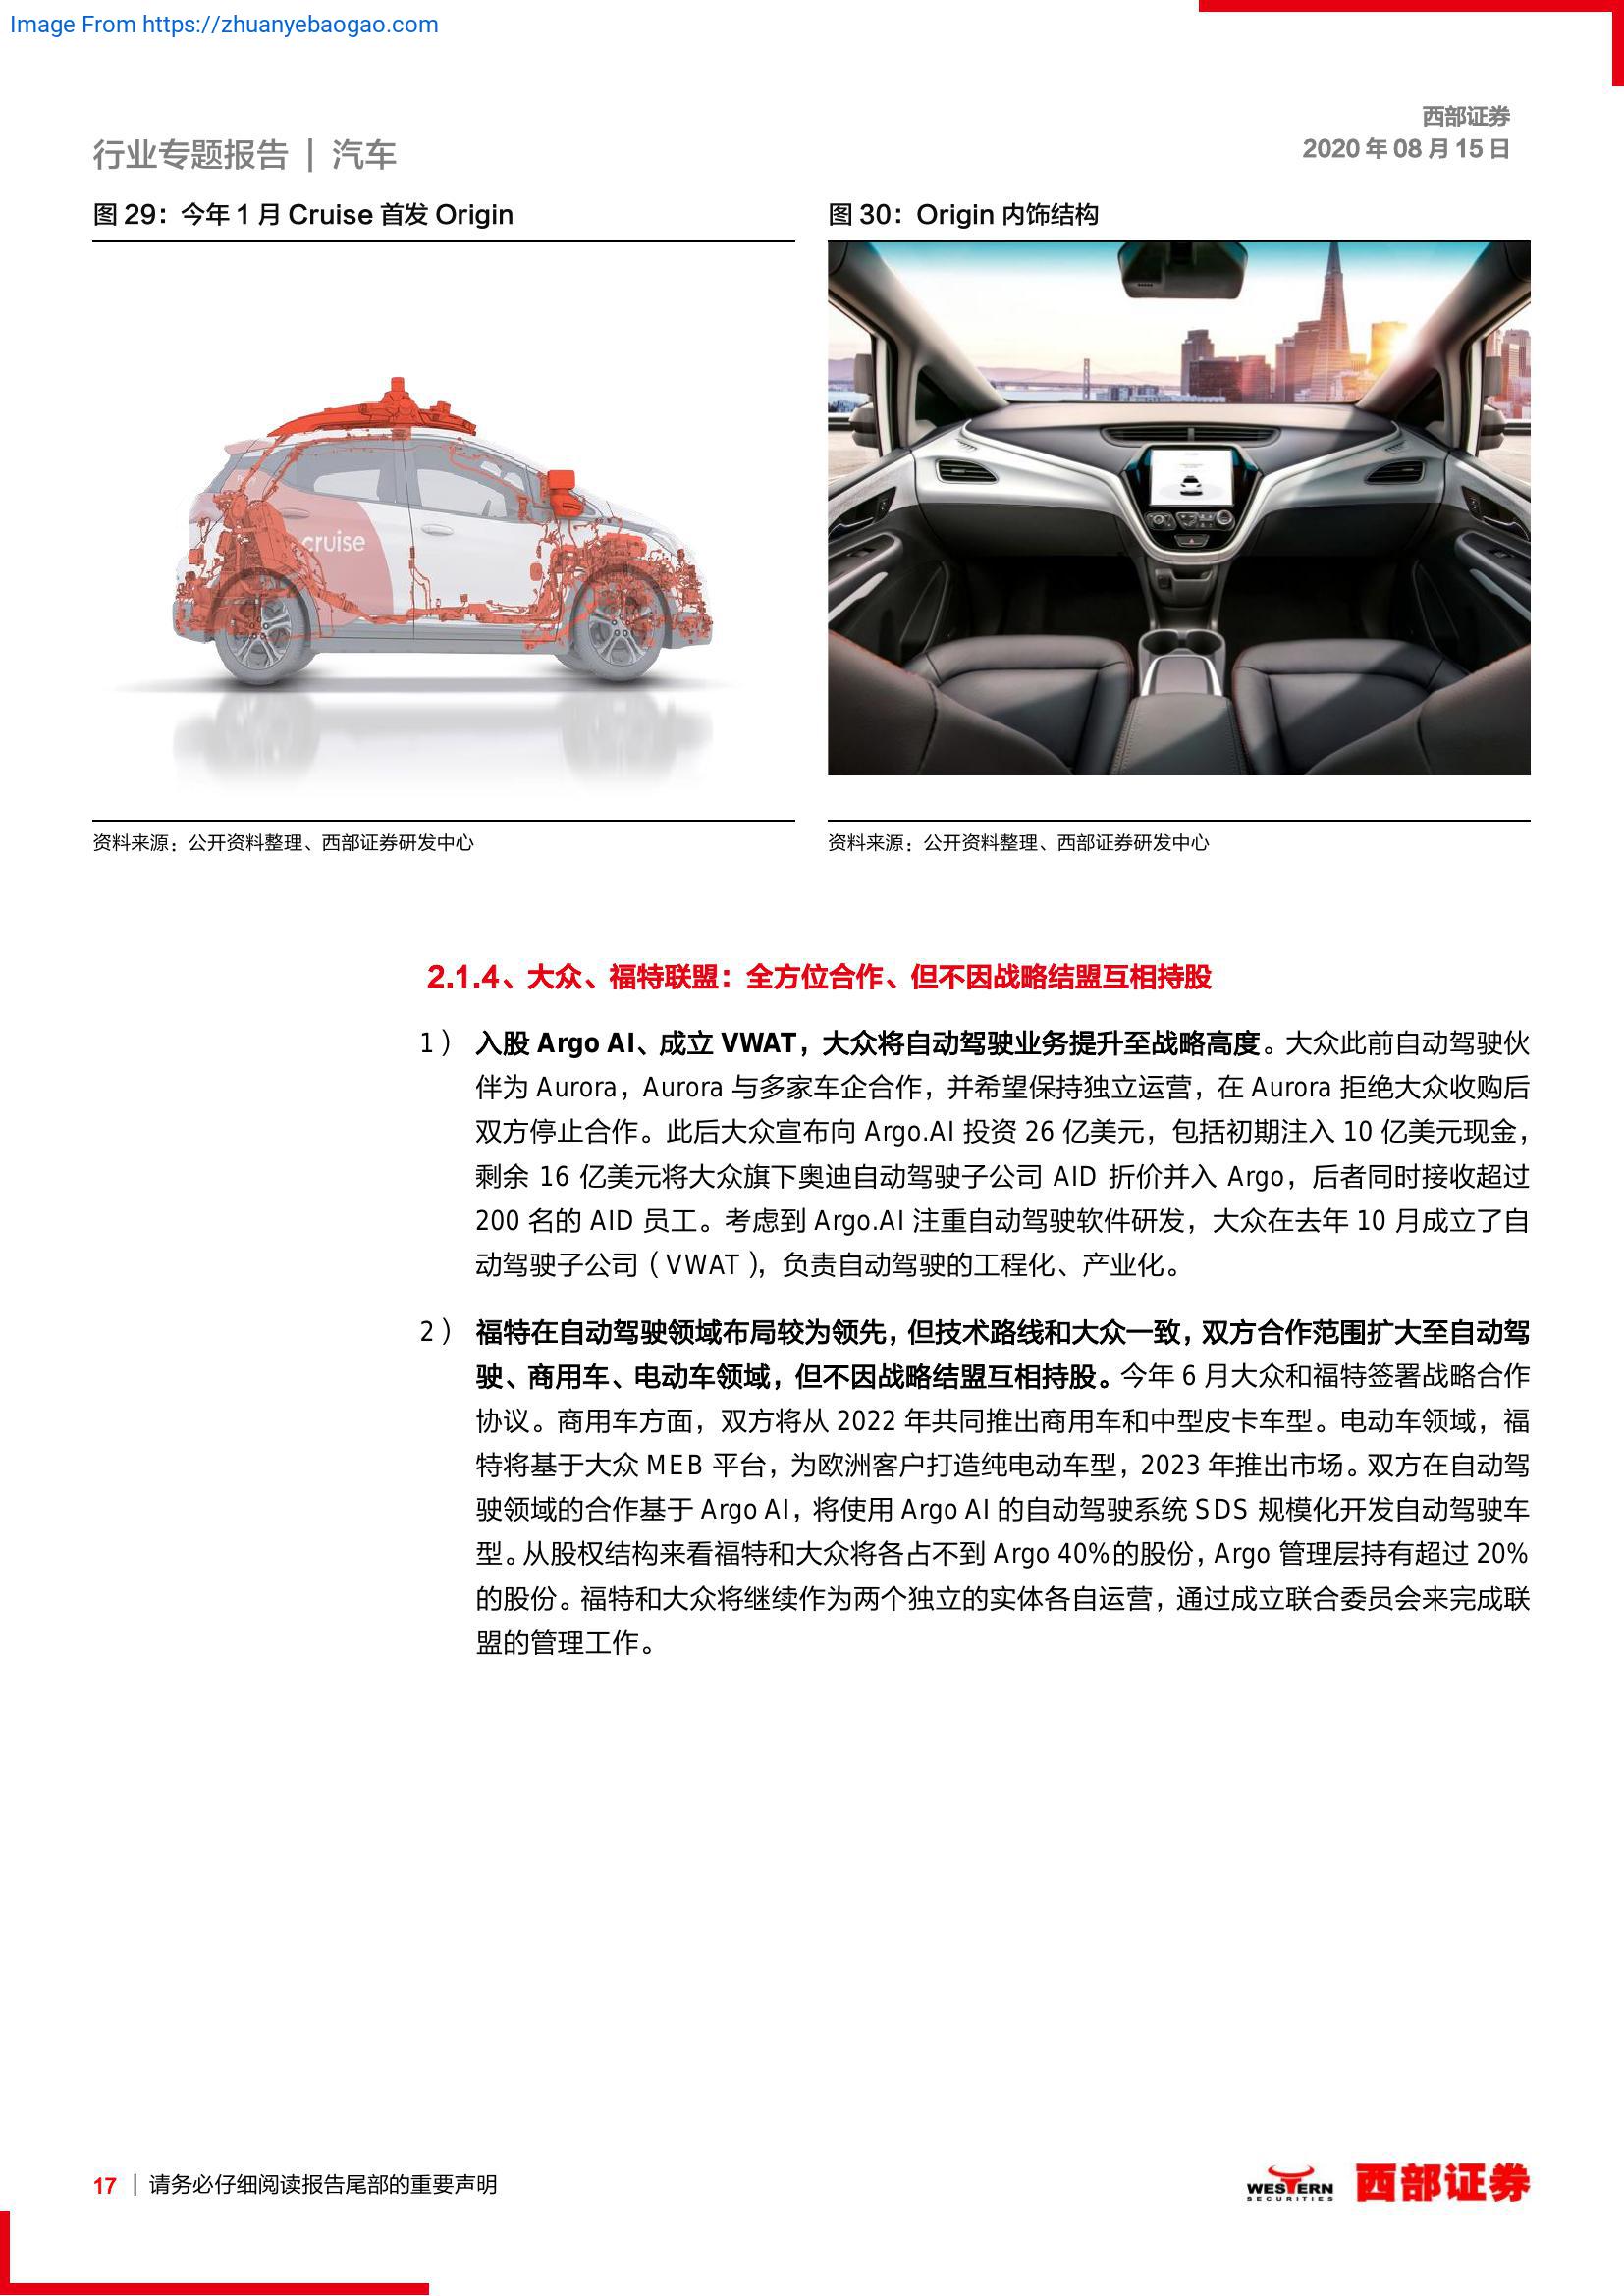 Image From https://zhuanyebaogao.com
西部证券
行业专题报告 | 汽车
2020 年 08 月 15 日
图 29：今年 1 月 Cruise 首发 Origin
图 30：Origin 内饰结构
cruise
资料来源：公开资料整理、西部证券研发中心
资料来源：公开资料整理、西部证券研发中心
2.1.4、大众、福特联盟：全方位合作、但不因战略结盟互相持股
1） 入股 Argo AI、成立 VWAT，大众将自动驾驶业务提升至战略高度。大众此前自动驾驶伙
伴为 Aurora，Aurora 与多家车企合作，并希望保持独立运营，在 Aurora 拒绝大众收购后
双方停止合作。此后大众宣布向 Argo.AI 投资 26 亿美元，包括初期注入 10 亿美元现金，
剩余 16 亿美元将大众旗下奥迪自动驾驶子公司 AID 折价并入 Argo，后者同时接收超过
200 名的 AID 员工。考虑到 Argo.AI 注重自动驾驶软件研发，大众在去年 10 月成立了自
动驾驶子公司（VWAT），负责自动驾驶的工程化、产业化。
2） 福特在自动驾驶领域布局较为领先，但技术路线和大众一致，双方合作范围扩大至自动驾
驶、商用车、电动车领域，但不因战略结盟互相持股。今年 6 月大众和福特签署战略合作
协议。商用车方面，双方将从 2022 年共同推出商用车和中型皮卡车型。电动车领域，福
特将基于大众 MEB 平台，为欧洲客户打造纯电动车型，2023 年推出市场。双方在自动驾
驶领域的合作基于 Argo AI，将使用 Argo AI 的自动驾驶系统 SDS 规模化开发自动驾驶车
型。从股权结构来看福特和大众将各占不到 Argo 40%的股份，Argo 管理层持有超过 20%
的股份。福特和大众将继续作为两个独立的实体各自运营，通过成立联合委员会来完成联
盟的管理工作。
17 | 请务必仔细阅读报告尾部的重要声明
WESTERN
SECURITIES
西部证券